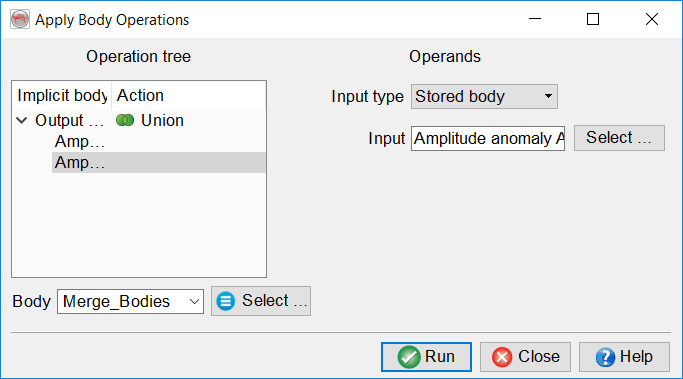 Apply Body Operations
Operation tree
Operands
Implicit body Action
Output ... Union
Amp...
Amp...
Input type Stored body
Input Amplitude anomaly A Select ...
Body Merge_Bodies Select ...
Run Close Help